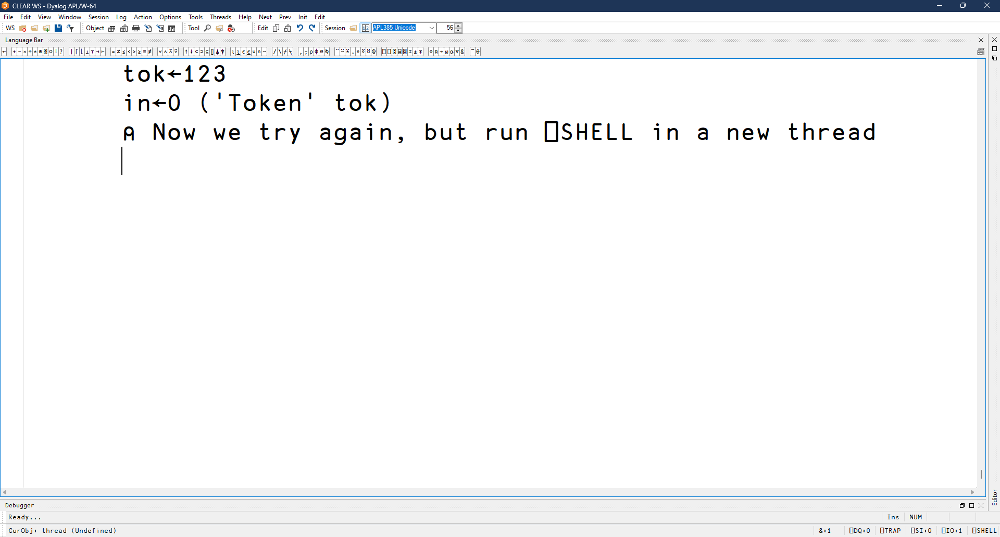 CLEAR WS - Dyalog APL/W-64
File Edit View Window Session Log Action Options Tools Threads Help Next Prev Init Edit
WS Object Tool Edit Session APL385 Unicode 56
Language Bar
tok←123
in←0 ('Token' tok)
⍝ Now we try again, but run ⎕SHELL in a new thread
Editor
Debugger
Ready...
Ins NUM
CurObj: thread (Undefined)
&:1 ⎕DQ:0 ⎕TRAP ⎕SI:0 ⎕IO:1 ⎕SHELL